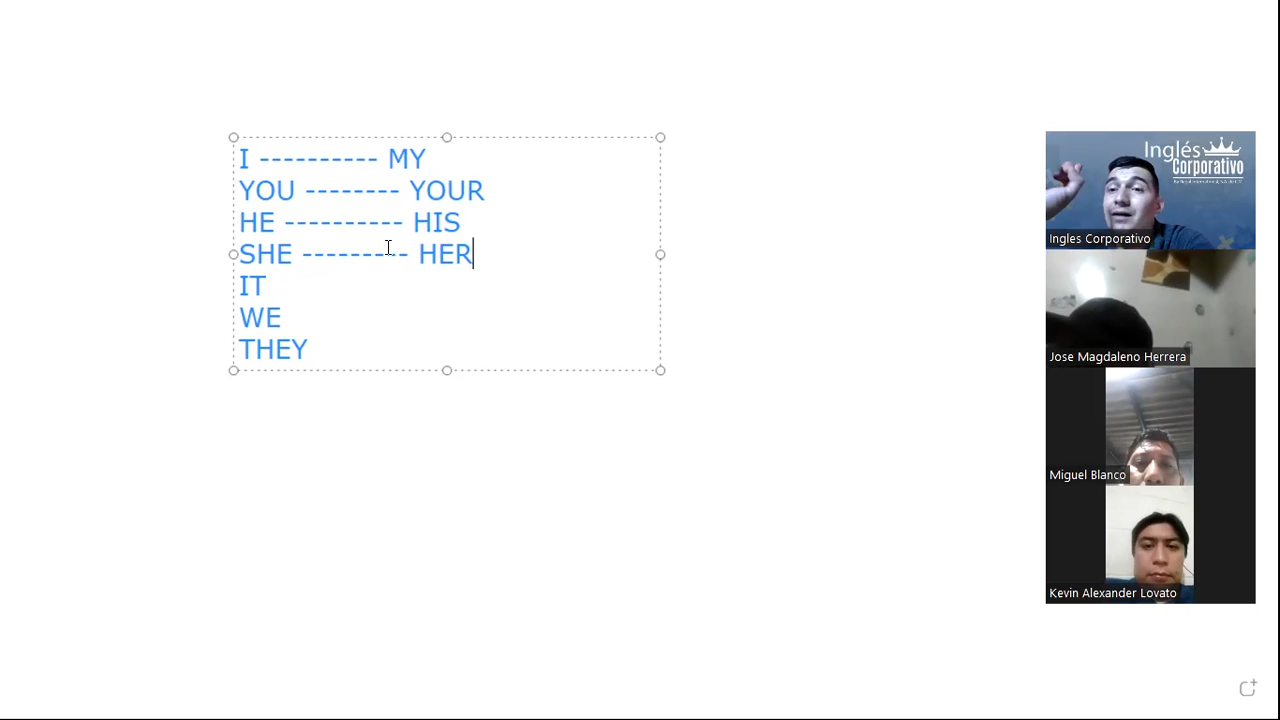 I ---------- MY
YOU -------- YOUR
HE ---------- HIS
SHE --------- HER
IT
WE
THEY
Inglés
Corporativo
Ingles Corporativo
Jose Magdaleno Herrera
Miguel Blanco
Kevin Alexander Lovato